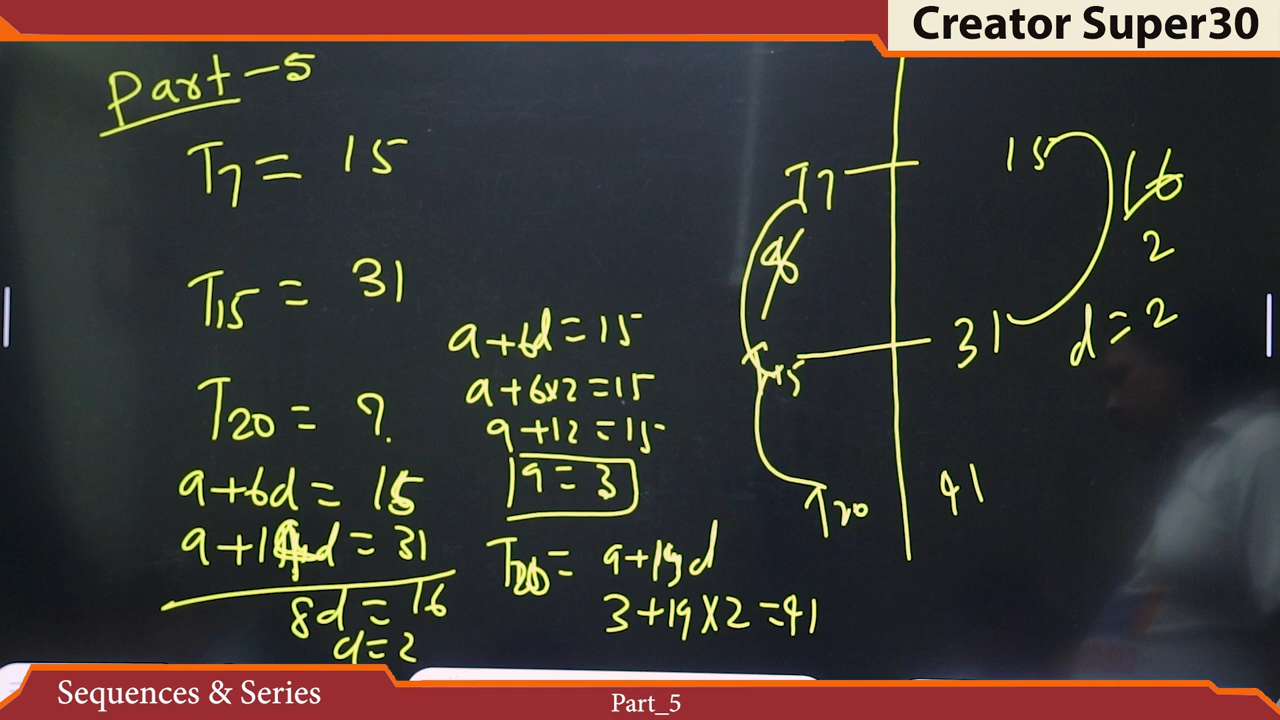 Creator Super30
Part-5
T7 = 15
T15 = 31
T20 = ?
a+6d = 15
a+14d = 31
8d = 16
d=2
a+6d=15
a+6x2=15
a+12=15
a=3
T20= a+19d
3+19x2=41
T7 15
16
2
d=2
T15 31
T20 41
Sequences & Series
Part_5